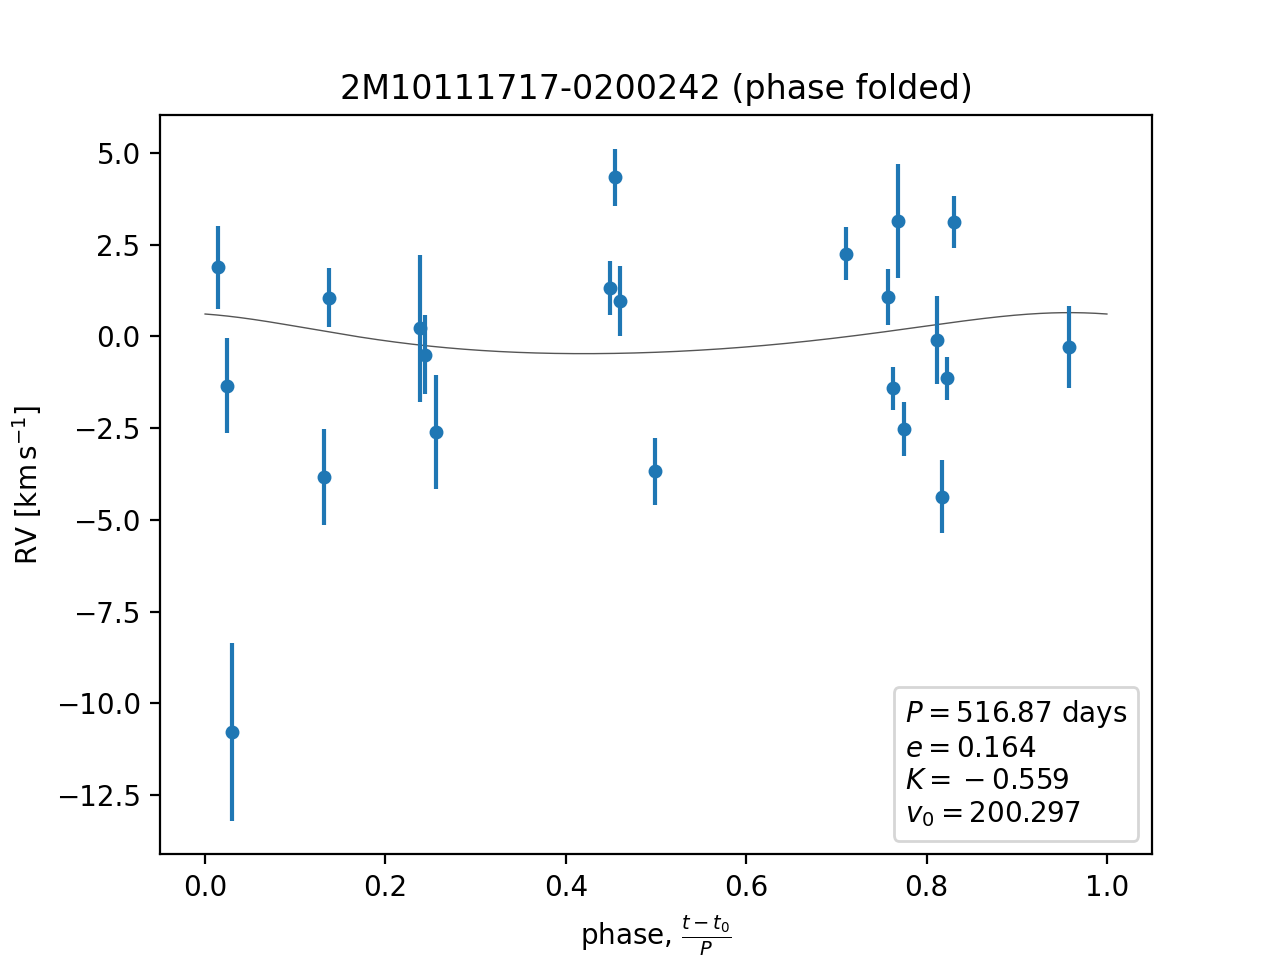 2M10111717-0200242 (phase folded)
5.0
2.5
0.0
−2.5
−5.0
−7.5
−10.0
−12.5
RV [km s⁻¹]
P = 516.87 days
e = 0.164
K = −0.559
v₀ = 200.297
0.0 0.2 0.4 0.6 0.8 1.0
phase, (t − t₀)/P